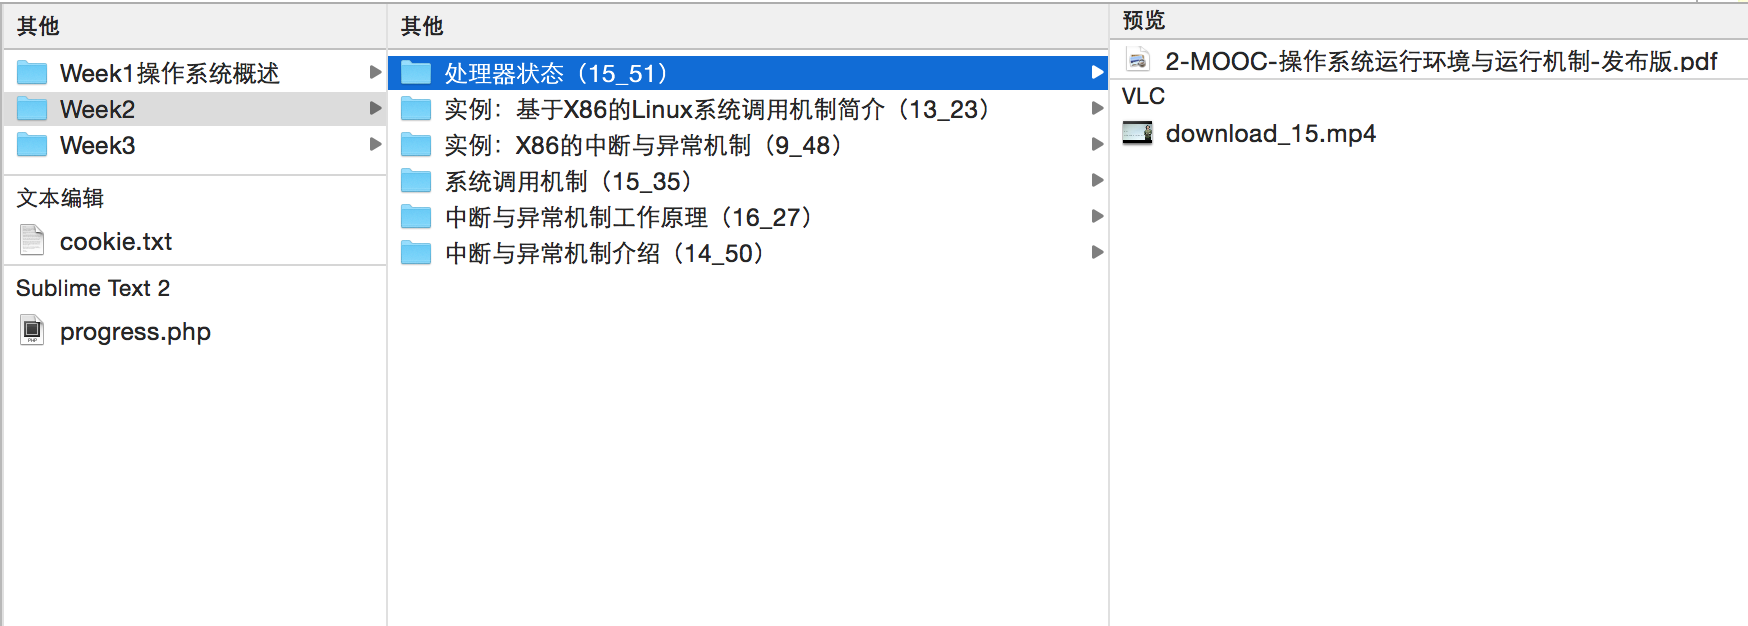 其他
Week1操作系统概述
Week2
Week3
文本编辑
cookie.txt
Sublime Text 2
progress.php
其他
处理器状态（15_51）
实例：基于X86的Linux系统调用机制简介（13_23）
实例：X86的中断与异常机制（9_48）
系统调用机制（15_35）
中断与异常机制工作原理（16_27）
中断与异常机制介绍（14_50）
预览
2-MOOC-操作系统运行环境与运行机制-发布版.pdf
VLC
download_15.mp4